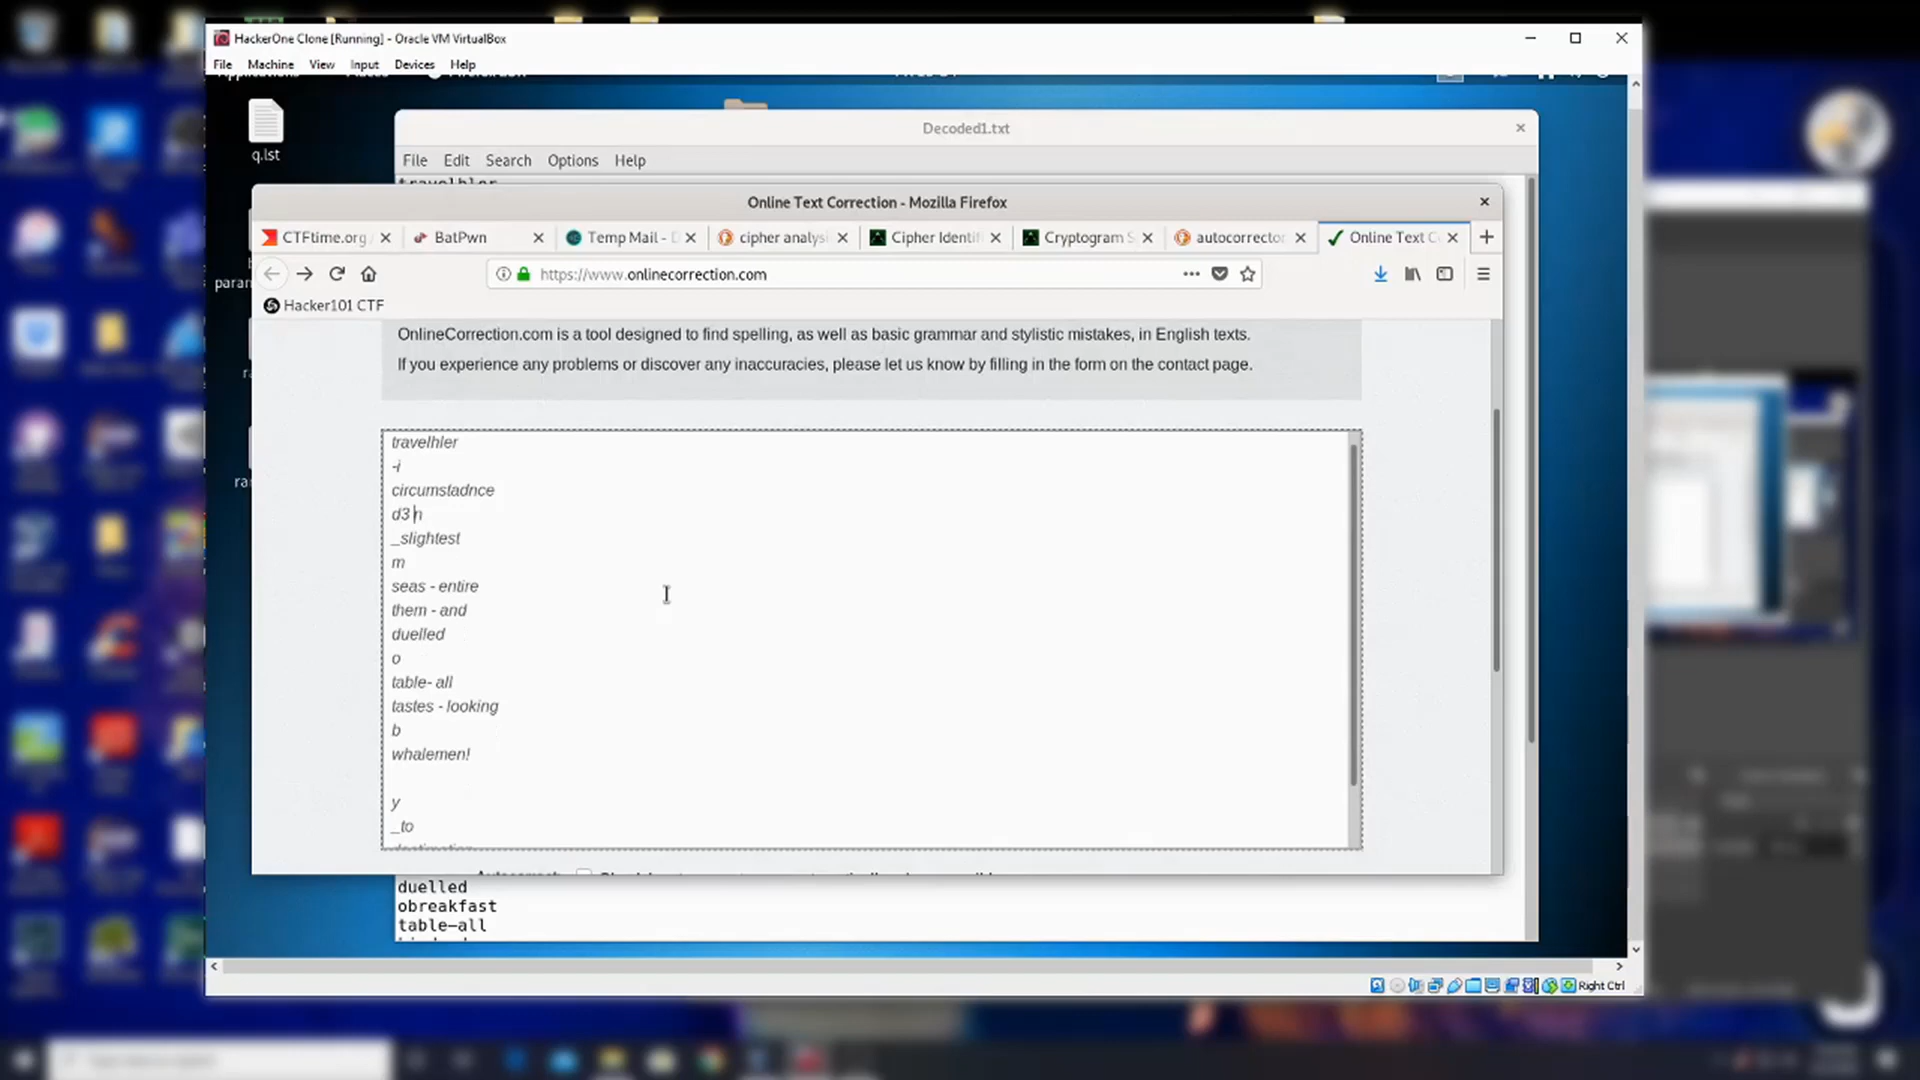 HackerOne Clone [Running] - Oracle VM VirtualBox
File Machine View Input Devices Help
q.lst
Decoded1.txt
File Edit Search Options Help
travelhler
Online Text Correction - Mozilla Firefox
CTFtime.org BatPwn Temp Mail - D cipher analysi Cipher Identif Cryptogram S autocorrector Online Text C
https://www.onlinecorrection.com
Hacker101 CTF
OnlineCorrection.com is a tool designed to find spelling, as well as basic grammar and stylistic mistakes, in English texts.
If you experience any problems or discover any inaccuracies, please let us know by filling in the form on the contact page.
travelhler
-i
circumstadnce
d3 n
_slightest
m
seas - entire
them - and
duelled
o
table- all
tastes - looking
b
whalemen!
y
_to
duelled
obreakfast
table-all
Right Ctrl